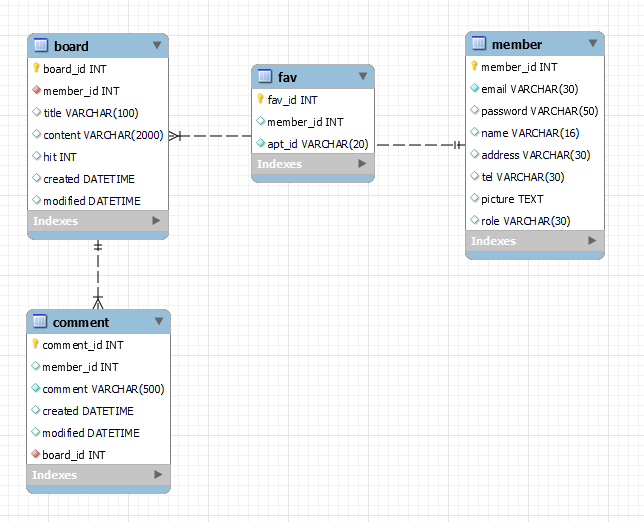 board
board_id INT
member_id INT
title VARCHAR(100)
content VARCHAR(2000)
hit INT
created DATETIME
modified DATETIME
Indexes
fav
fav_id INT
member_id INT
apt_id VARCHAR(20)
Indexes
member
member_id INT
email VARCHAR(30)
password VARCHAR(50)
name VARCHAR(16)
address VARCHAR(30)
tel VARCHAR(30)
picture TEXT
role VARCHAR(30)
Indexes
comment
comment_id INT
member_id INT
comment VARCHAR(500)
created DATETIME
modified DATETIME
board_id INT
Indexes